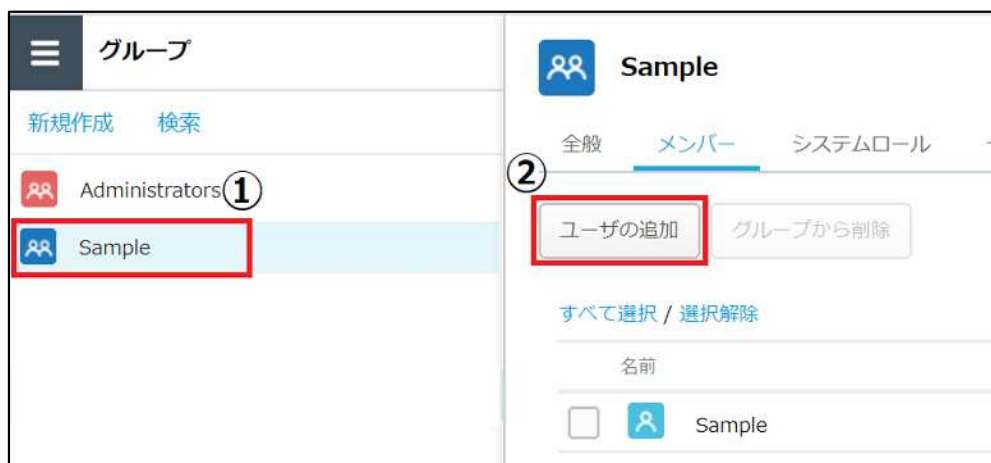 グループ
新規作成 検索
Administrators①
Sample
Sample
全般 メンバー システムロール
②
ユーザの追加 グループから削除
すべて選択 / 選択解除
名前
Sample